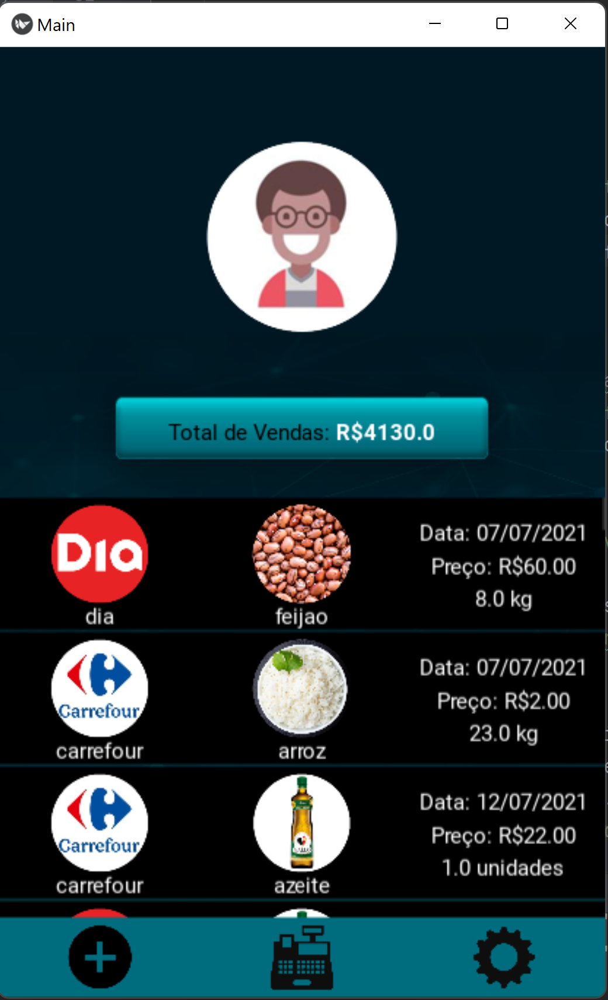 Main
Total de Vendas: R$4130.0
Dia
dia
feijao
Data: 07/07/2021
Preço: R$60.00
8.0 kg
Carrefour
carrefour
arroz
Data: 07/07/2021
Preço: R$2.00
23.0 kg
Carrefour
carrefour
azeite
Data: 12/07/2021
Preço: R$22.00
1.0 unidades